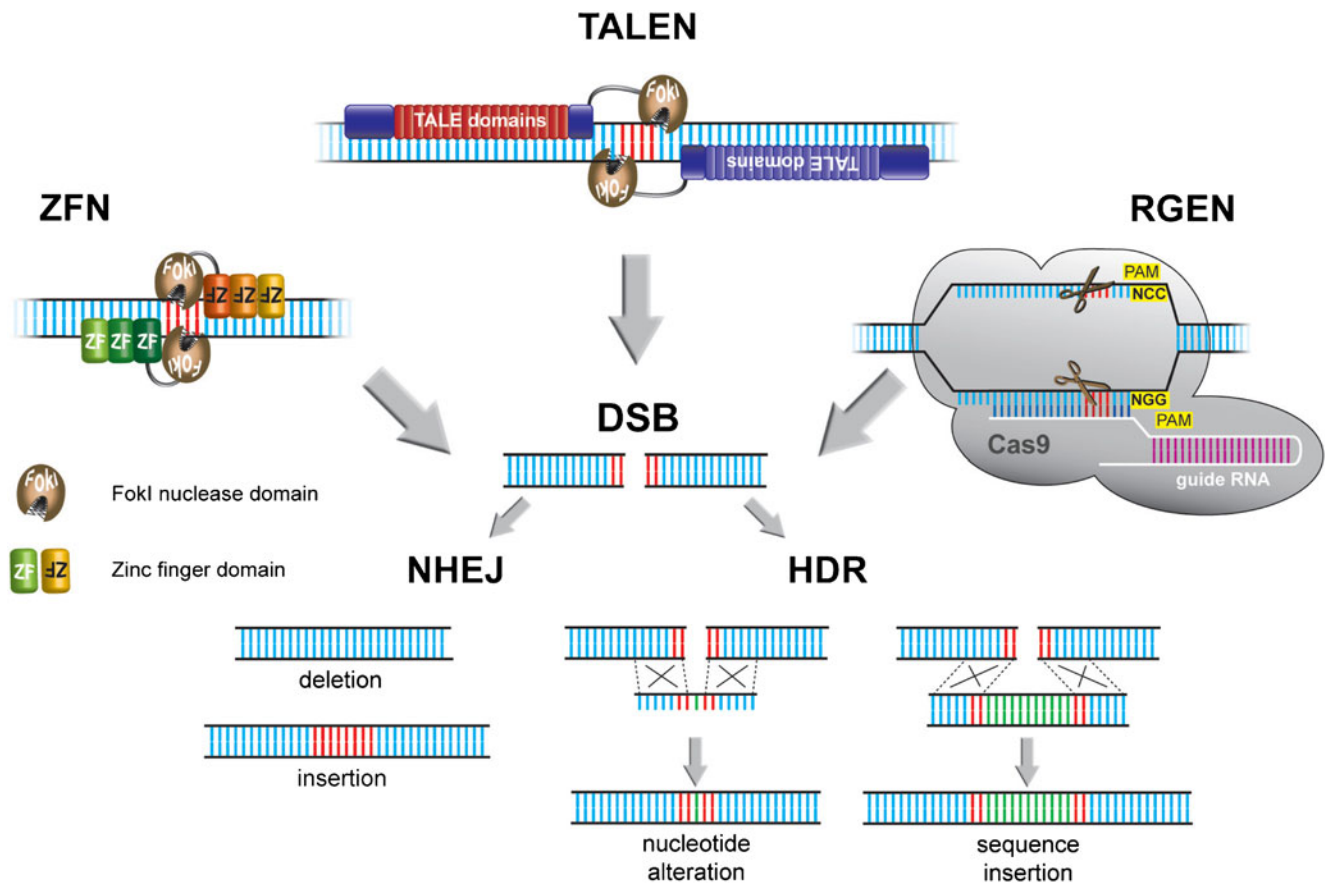 TALEN
FokI
TALE domains
TALE domains
FokI
ZFN
FokI
ZF ZF ZF
ZF ZF ZF
FokI
RGEN
PAM
NCC
NGG
PAM
Cas9
guide RNA
DSB
FokI
FokI nuclease domain
ZF ZF
Zinc finger domain
NHEJ
HDR
deletion
insertion
nucleotide
alteration
sequence
insertion